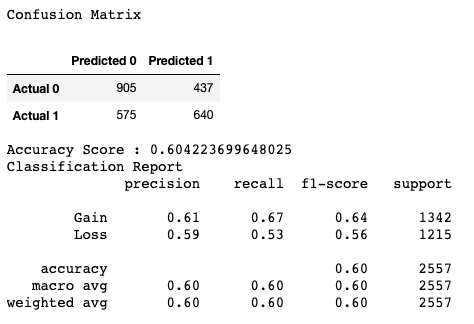 Confusion Matrix
Predicted 0 Predicted 1
Actual 0 905 437
Actual 1 575 640
Accuracy Score : 0.604223699648025
Classification Report
precision recall f1-score support
Gain 0.61 0.67 0.64 1342
Loss 0.59 0.53 0.56 1215
accuracy 0.60 2557
macro avg 0.60 0.60 0.60 2557
weighted avg 0.60 0.60 0.60 2557